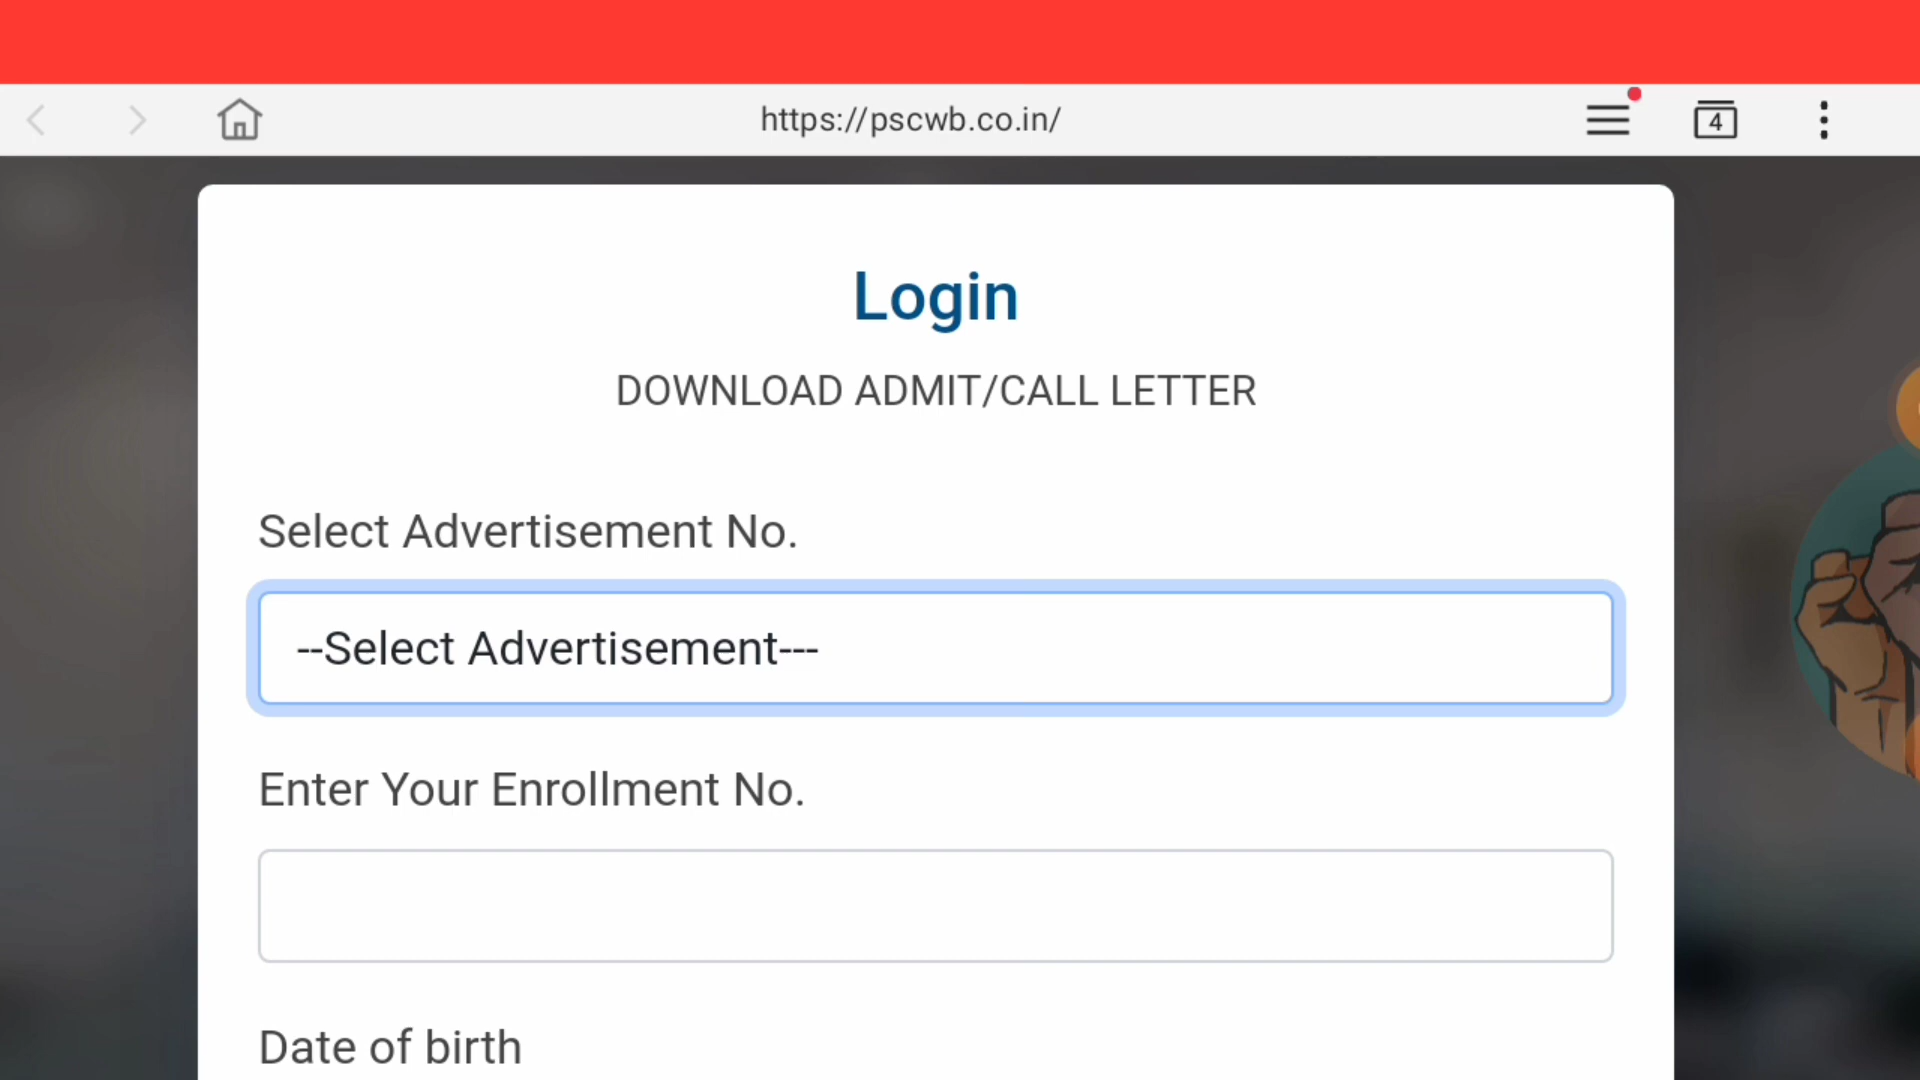 https://pscwb.co.in/
4
Login
DOWNLOAD ADMIT/CALL LETTER
Select Advertisement No.
--Select Advertisement---
Enter Your Enrollment No.
Date of birth